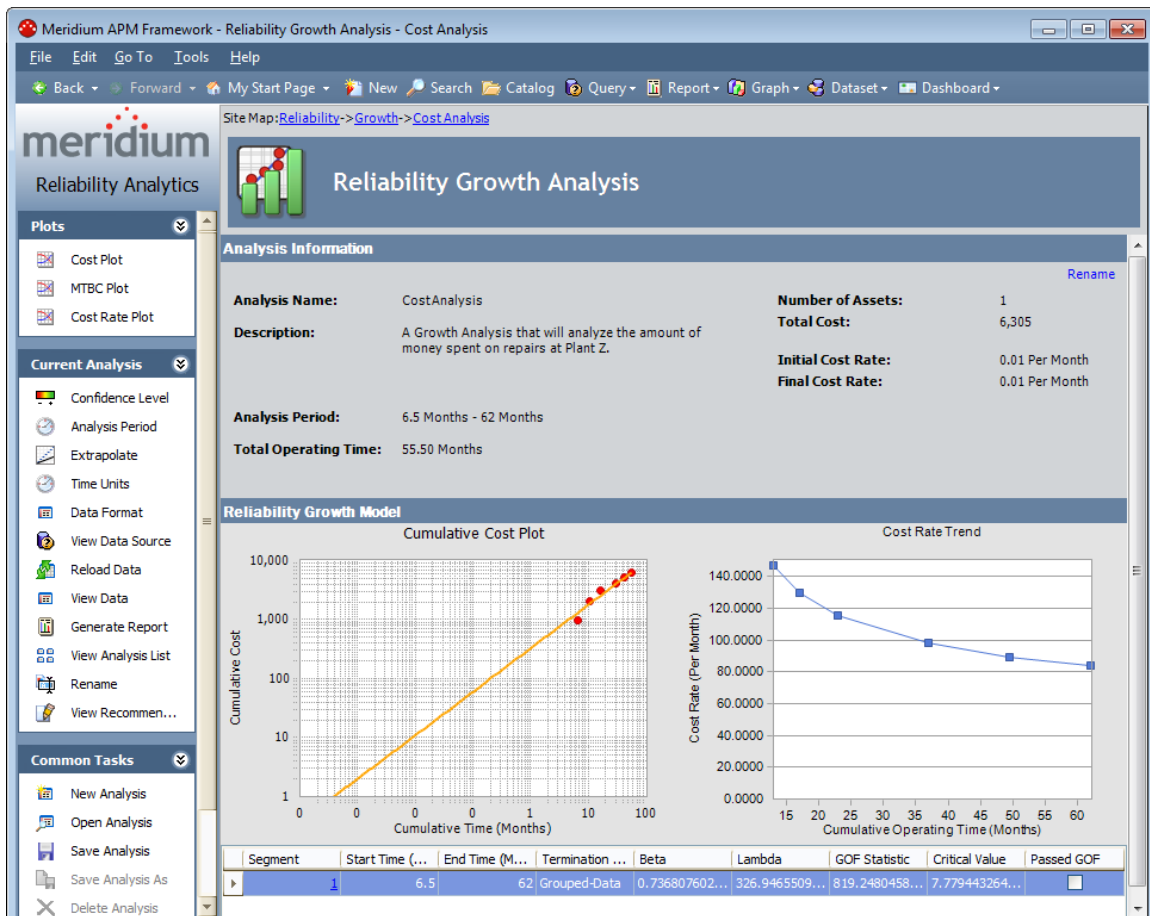 Meridium APM Framework - Reliability Growth Analysis - Cost Analysis
File Edit Go To Tools Help
Back Forward My Start Page New Search Catalog Query Report Graph Dataset Dashboard
meridium
Reliability Analytics
Plots
Cost Plot
MTBC Plot
Cost Rate Plot
Current Analysis
Confidence Level
Analysis Period
Extrapolate
Time Units
Data Format
View Data Source
Reload Data
View Data
Generate Report
View Analysis List
Rename
View Recommen...
Common Tasks
New Analysis
Open Analysis
Save Analysis
Save Analysis As
Delete Analysis
Site Map:Reliability->Growth->Cost Analysis
Reliability Growth Analysis
Analysis Information
Rename
Analysis Name: CostAnalysis
Description: A Growth Analysis that will analyze the amount of
money spent on repairs at Plant Z.
Analysis Period: 6.5 Months - 62 Months
Total Operating Time: 55.50 Months
Number of Assets: 1
Total Cost: 6,305
Initial Cost Rate: 0.01 Per Month
Final Cost Rate: 0.01 Per Month
Reliability Growth Model
Cumulative Cost Plot
Cumulative Cost
10,000
1,000
100
10
1
0 0 0 0 1 10 100
Cumulative Time (Months)
Cost Rate Trend
Cost Rate (Per Month)
140.0000
120.0000
100.0000
80.0000
60.0000
40.0000
20.0000
0.0000
15 20 25 30 35 40 45 50 55 60
Cumulative Operating Time (Months)
Segment Start Time (... End Time (M... Termination ... Beta Lambda GOF Statistic Critical Value Passed GOF
1 6.5 62 Grouped-Data 0.736807602... 326.9465509... 819.2480458... 7.779443264...